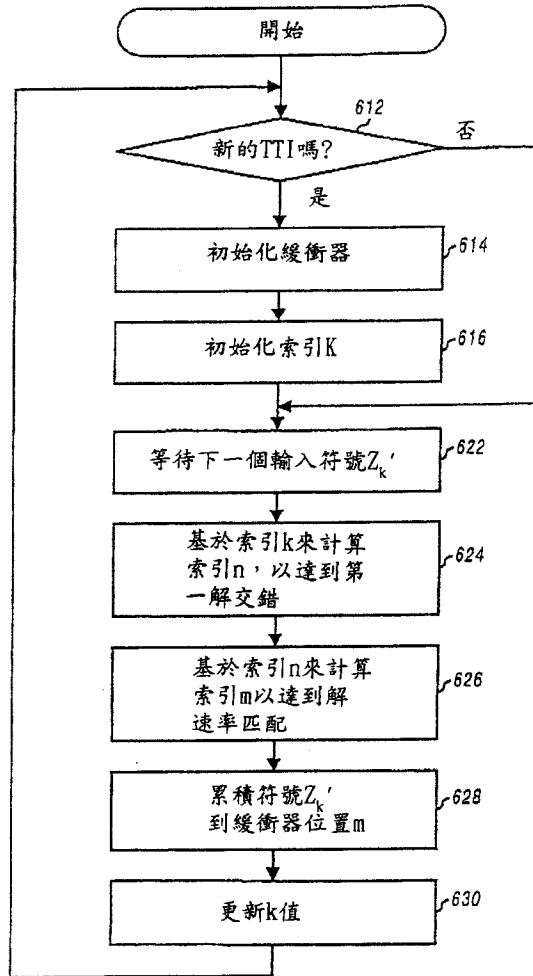 開始
612
新的TTI嗎?
否
是
初始化緩衝器
614
初始化索引K
616
等待下一個輸入符號Zk′
622
基於索引k來計算
索引n，以達到第
一解交錯
624
基於索引n來計算
索引m以達到解
速率匹配
626
累積符號Zk′
到緩衝器位置m
628
更新k值
630